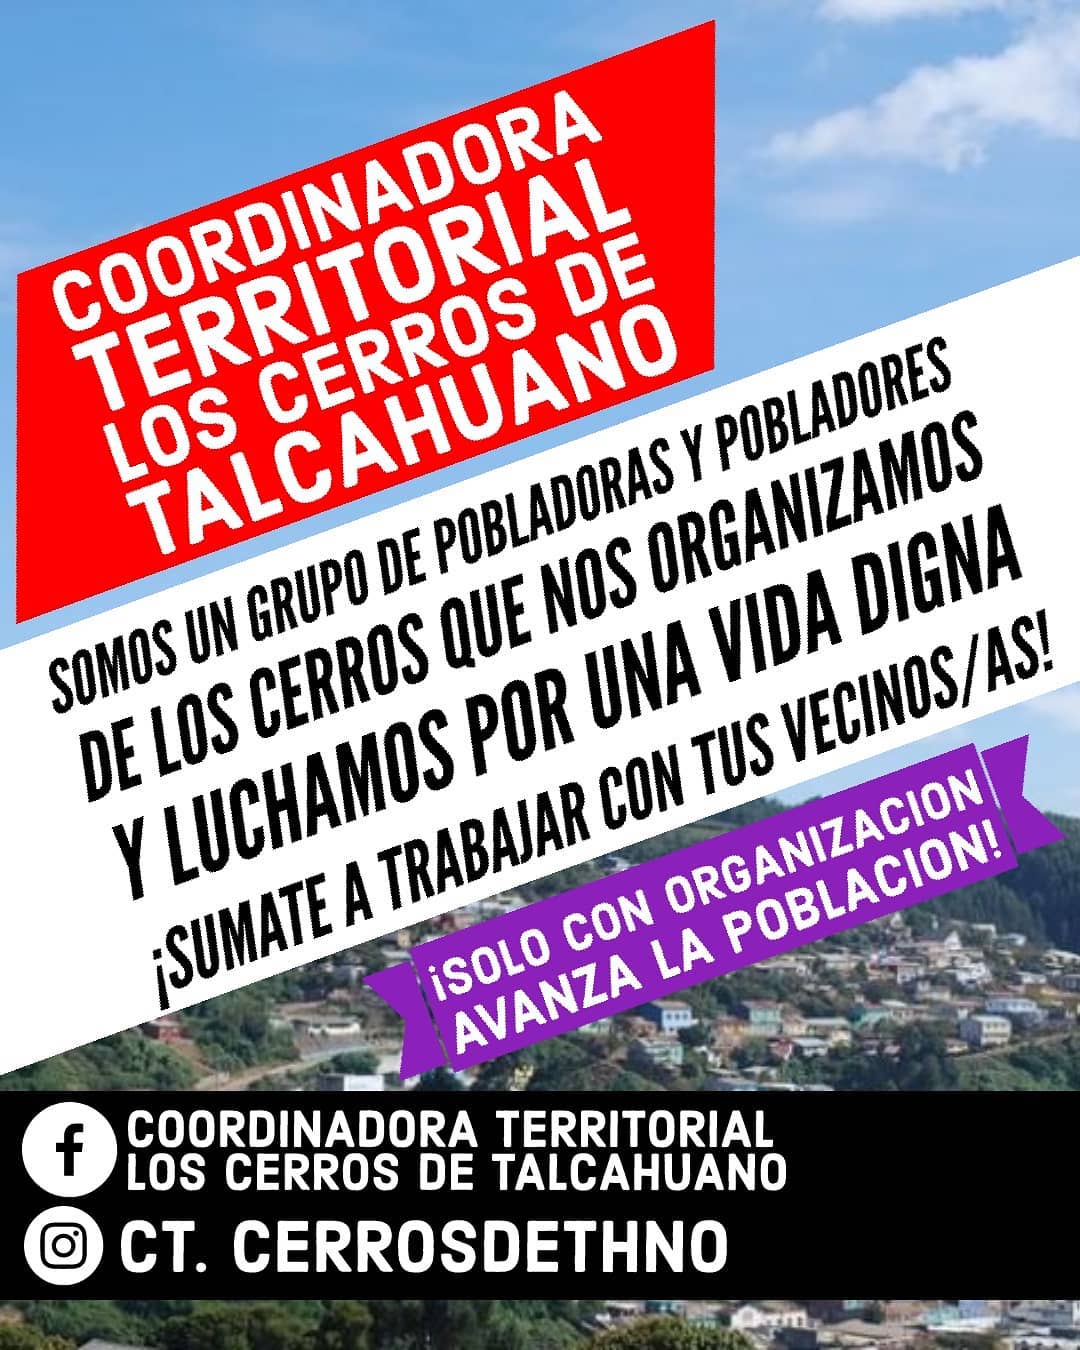 COORDINADORA
TERRITORIAL
LOS CERROS DE
TALCAHUANO
SOMOS UN GRUPO DE POBLADORAS Y POBLADORES
DE LOS CERROS QUE NOS ORGANIZAMOS
Y LUCHAMOS POR UNA VIDA DIGNA
¡SUMATE A TRABAJAR CON TUS VECINOS/AS!
¡SOLO CON ORGANIZACION
AVANZA LA POBLACION!
COORDINADORA TERRITORIAL
LOS CERROS DE TALCAHUANO
CT. CERROSDETHNO